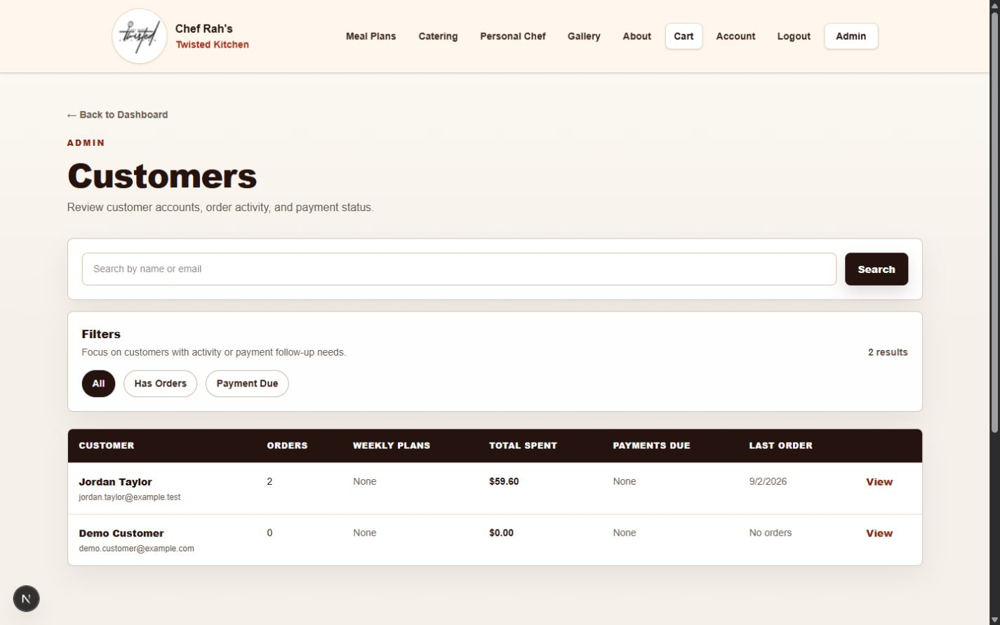 twisted
Chef Rah's
Twisted Kitchen
Meal Plans
Catering
Personal Chef
Gallery
About
Cart
Account
Logout
Admin
← Back to Dashboard
ADMIN
Customers
Review customer accounts, order activity, and payment status.
Search by name or email
Search
Filters
Focus on customers with activity or payment follow-up needs.
2 results
All
Has Orders
Payment Due
CUSTOMER ORDERS WEEKLY PLANS TOTAL SPENT PAYMENTS DUE LAST ORDER
Jordan Taylor 2 None $59.60 None 9/2/2026 View
jordan.taylor@example.test
Demo Customer 0 None $0.00 None No orders View
demo.customer@example.com
N